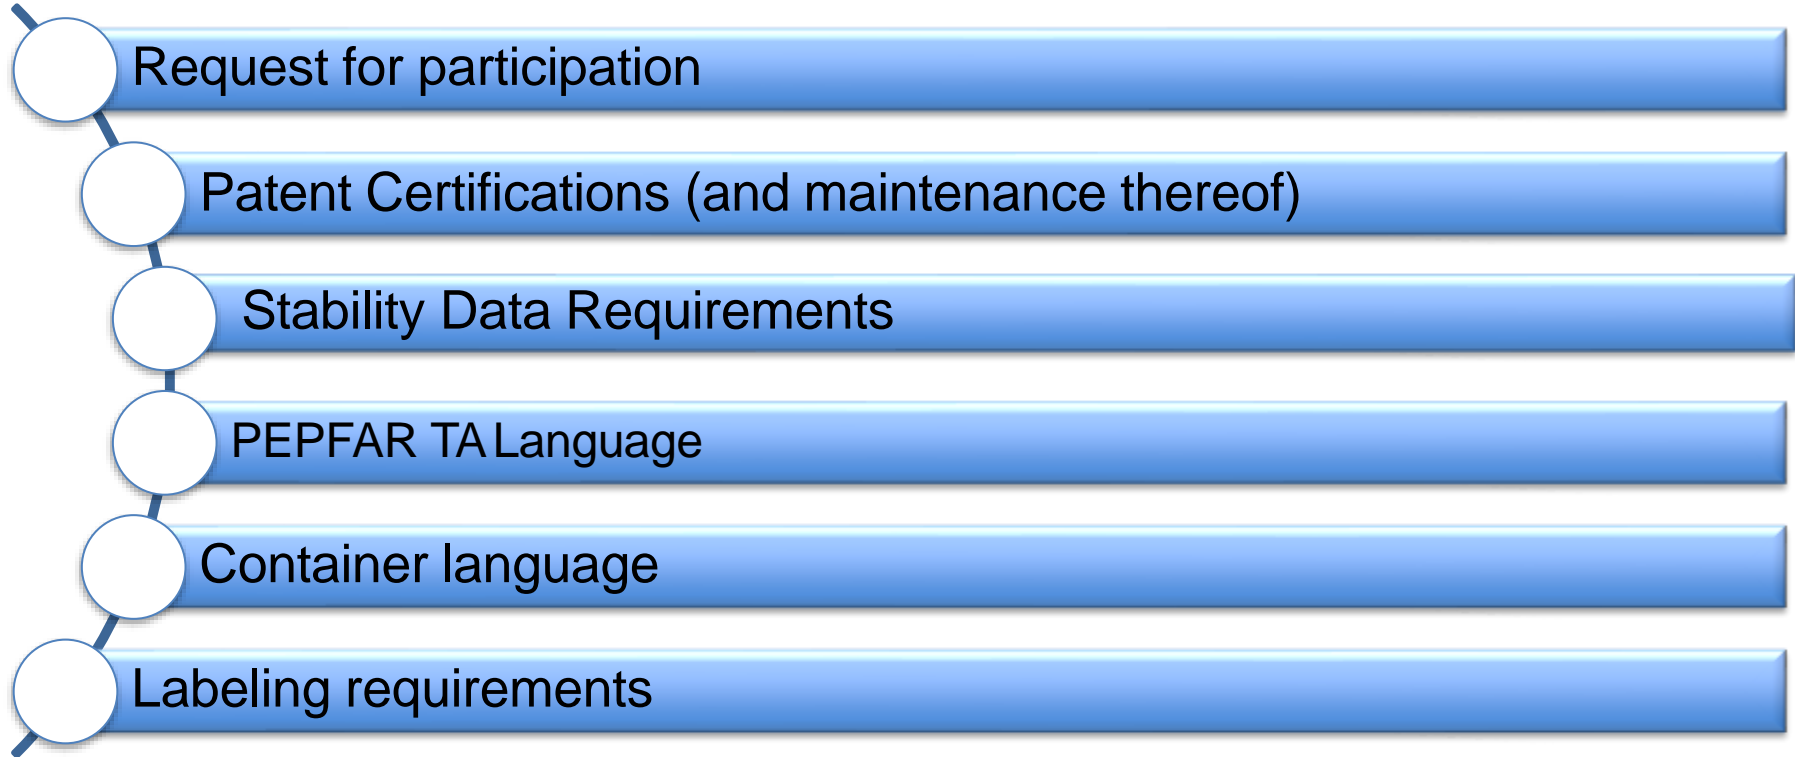 Request for participation
Patent Certifications (and maintenance thereof)
Stability Data Requirements
PEPFAR TA Language
Container language
Labeling requirements